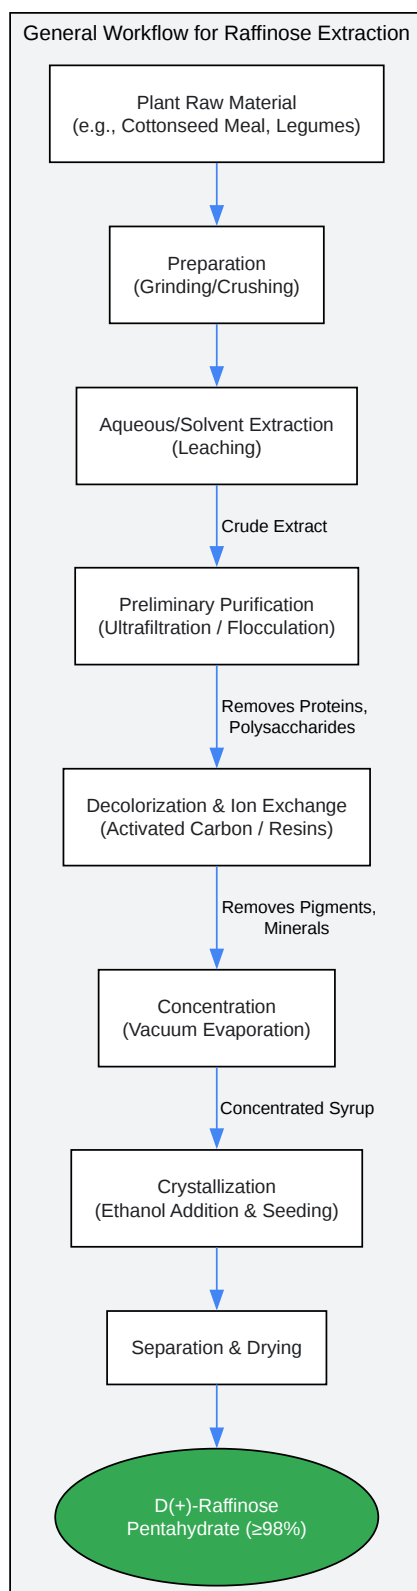 General Workflow for Raffinose Extraction
Plant Raw Material
(e.g., Cottonseed Meal, Legumes)
Preparation
(Grinding/Crushing)
Aqueous/Solvent Extraction
(Leaching)
Crude Extract
Preliminary Purification
(Ultrafiltration / Flocculation)
Removes Proteins,
Polysaccharides
Decolorization & Ion Exchange
(Activated Carbon / Resins)
Removes Pigments,
Minerals
Concentration
(Vacuum Evaporation)
Concentrated Syrup
Crystallization
(Ethanol Addition & Seeding)
Separation & Drying
D(+)-Raffinose
Pentahydrate (≥98%)